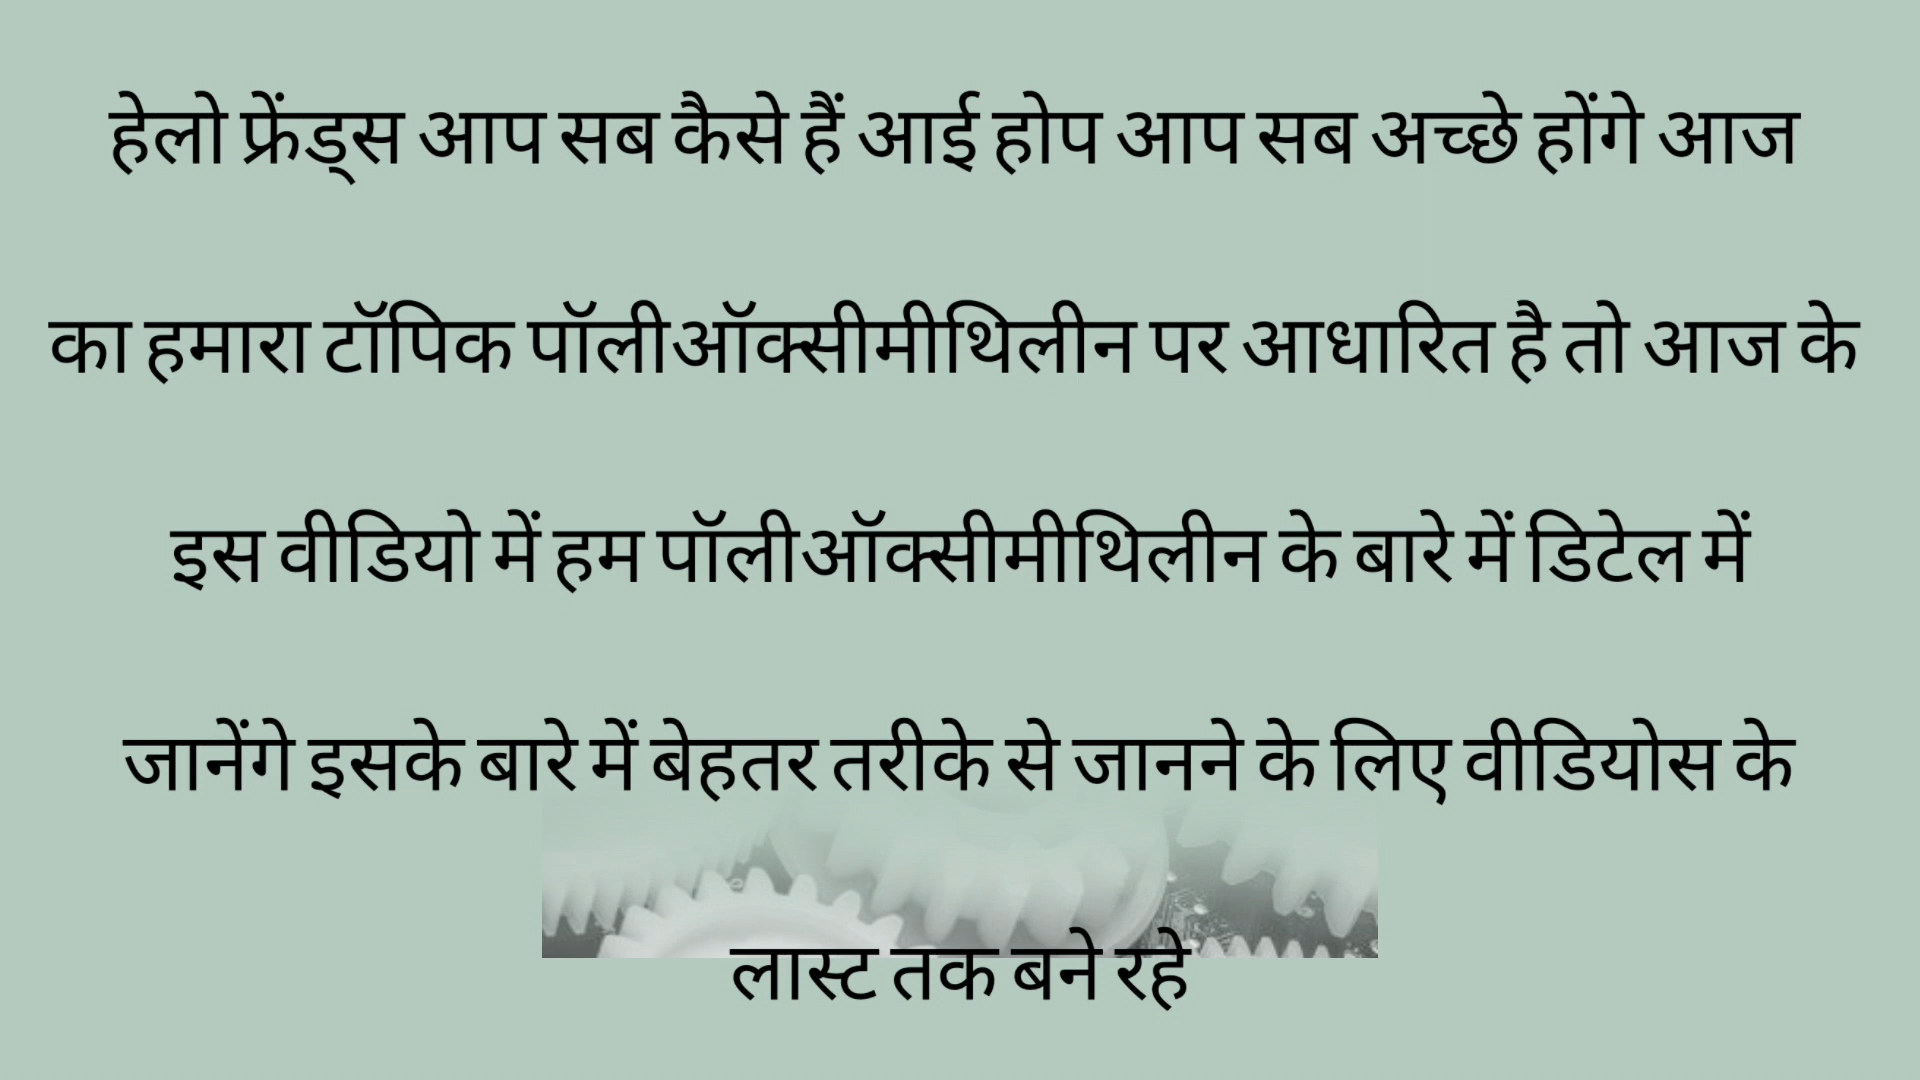 हेलो फ्रेंड्स आप सब कैसे हैं आई होप आप सब अच्छे होंगे आज
का हमारा टॉपिक पॉलीऑक्सीमीथिलीन पर आधारित है तो आज के
इस वीडियो में हम पॉलीऑक्सीमीथिलीन के बारे में डिटेल में
जानेंगे इसके बारे में बेहतर तरीके से जानने के लिए वीडियोस के
लास्ट तक बने रहे